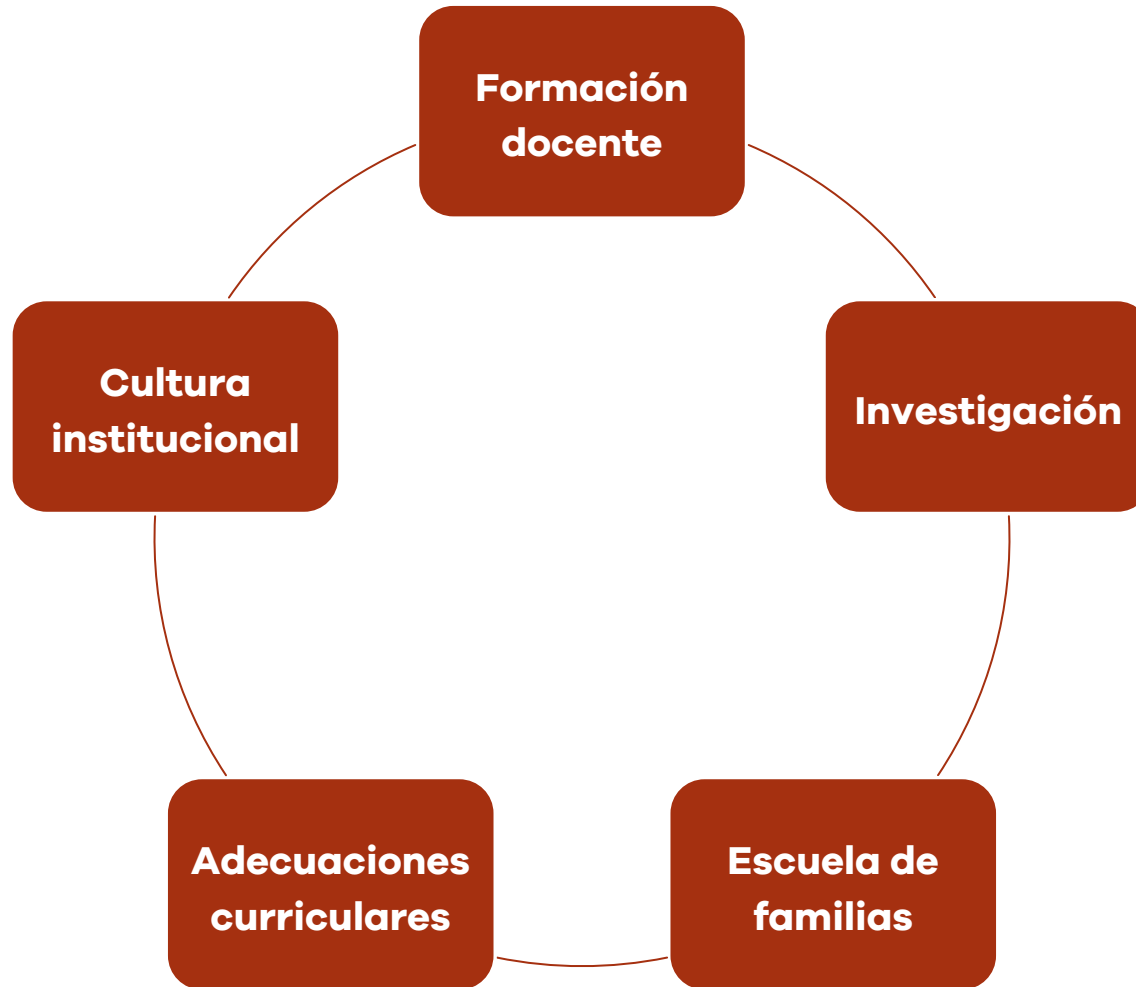 Formación
docente
Cultura
institucional
Investigación
Adecuaciones
curriculares
Escuela de
familias